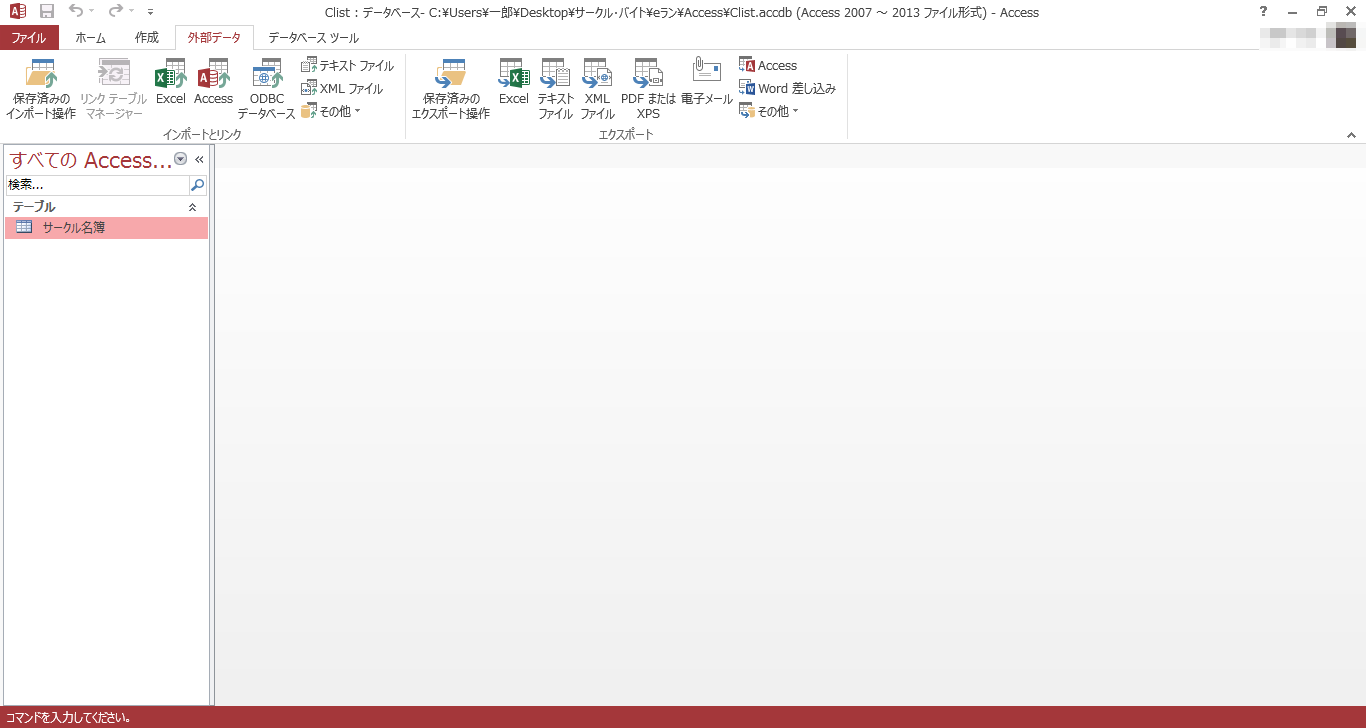 Clist : データベース- C:¥Users¥一郎¥Desktop¥サークル・バイト¥eラン¥Access¥Clist.accdb (Access 2007 ～ 2013 ファイル形式) - Access
ファイル ホーム 作成 外部データ データベース ツール
保存済みの
インポート操作
リンク テーブル
マネージャー
Excel
Access
ODBC
データベース
テキスト ファイル
XML ファイル
その他
インポートとリンク
保存済みの
エクスポート操作
Excel
テキスト
ファイル
XML
ファイル
PDF または
XPS
電子メール
Access
Word 差し込み
その他
エクスポート
すべての Access...
検索...
テーブル
サークル名簿
コマンドを入力してください。